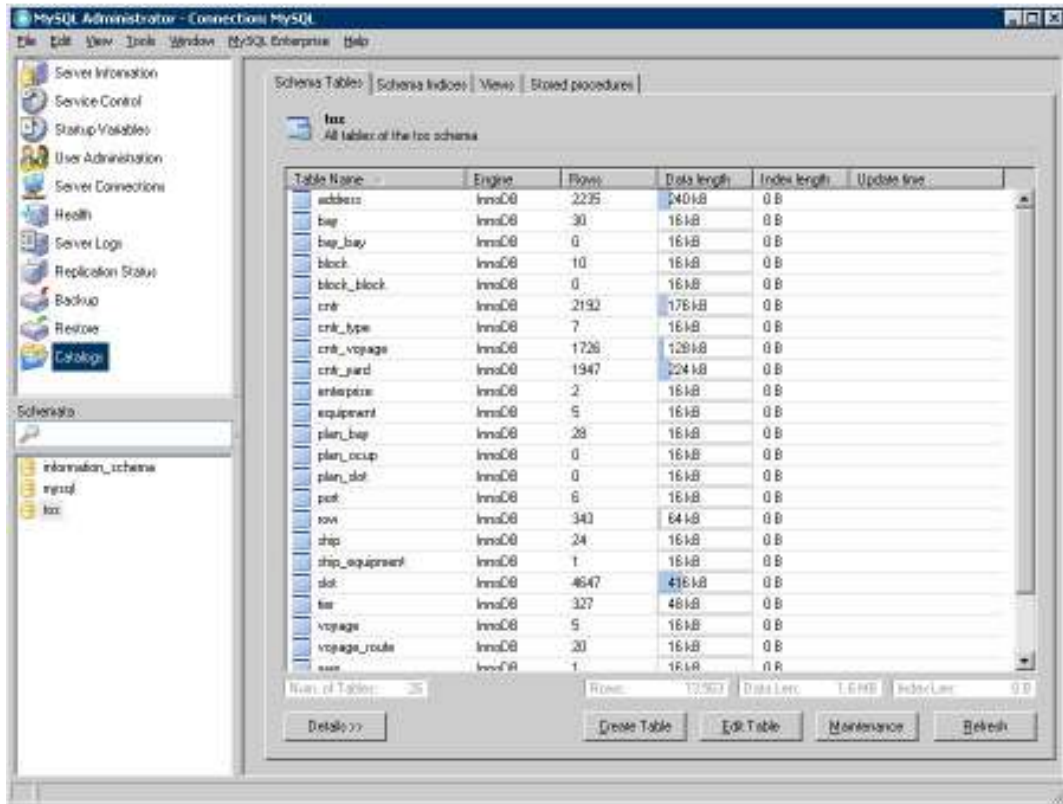 MySQL Administrator - Connection: MySQL
File Edit View Tools Window MySQL Enterprise Help
Server Information
Service Control
Startup Variables
User Administration
Server Connections
Health
Server Logs
Replication Status
Backup
Restore
Catalogs
Schemata
information_schema
mysql
Schema Tables Schema Indices Views Stored procedures
All tables of the schema
Table Name Engine Rows Data length Index length Update time
address InnoDB 2235 240 kB 0 B
bay InnoDB 30 16 kB 0 B
bay_bay InnoDB 0 16 kB 0 B
block InnoDB 10 16 kB 0 B
block_block InnoDB 0 16 kB 0 B
cntr InnoDB 2192 176 kB 0 B
cntr_type InnoDB 7 16 kB 0 B
cntr_voyage InnoDB 1726 128 kB 0 B
cntr_yard InnoDB 1947 224 kB 0 B
enterprise InnoDB 2 16 kB 0 B
equipment InnoDB 5 16 kB 0 B
plan_bay InnoDB 28 16 kB 0 B
plan_ocup InnoDB 0 16 kB 0 B
plan_slot InnoDB 0 16 kB 0 B
port InnoDB 6 16 kB 0 B
row InnoDB 343 64 kB 0 B
ship InnoDB 24 16 kB 0 B
ship_equipment InnoDB 1 16 kB 0 B
slot InnoDB 4647 416 kB 0 B
tier InnoDB 327 48 kB 0 B
voyage InnoDB 5 16 kB 0 B
voyage_route InnoDB 20 16 kB 0 B
InnoDB 1 16 kB 0 B
Num. of Tables: 26 Rows: Data Len: 1.6 MB Index Len: 0 B
Details >> Create Table Edit Table Maintenance Refresh